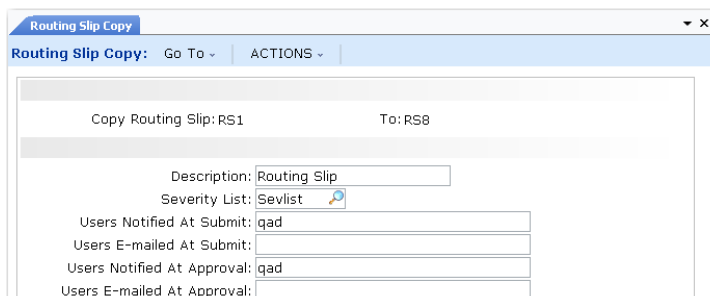 Routing Slip Copy
Routing Slip Copy: Go To ACTIONS
Copy Routing Slip: RS1 To: RS8
Description: Routing Slip
Severity List: Sevlist
Users Notified At Submit: qad
Users E-mailed At Submit:
Users Notified At Approval: qad
Users E-mailed At Approval: